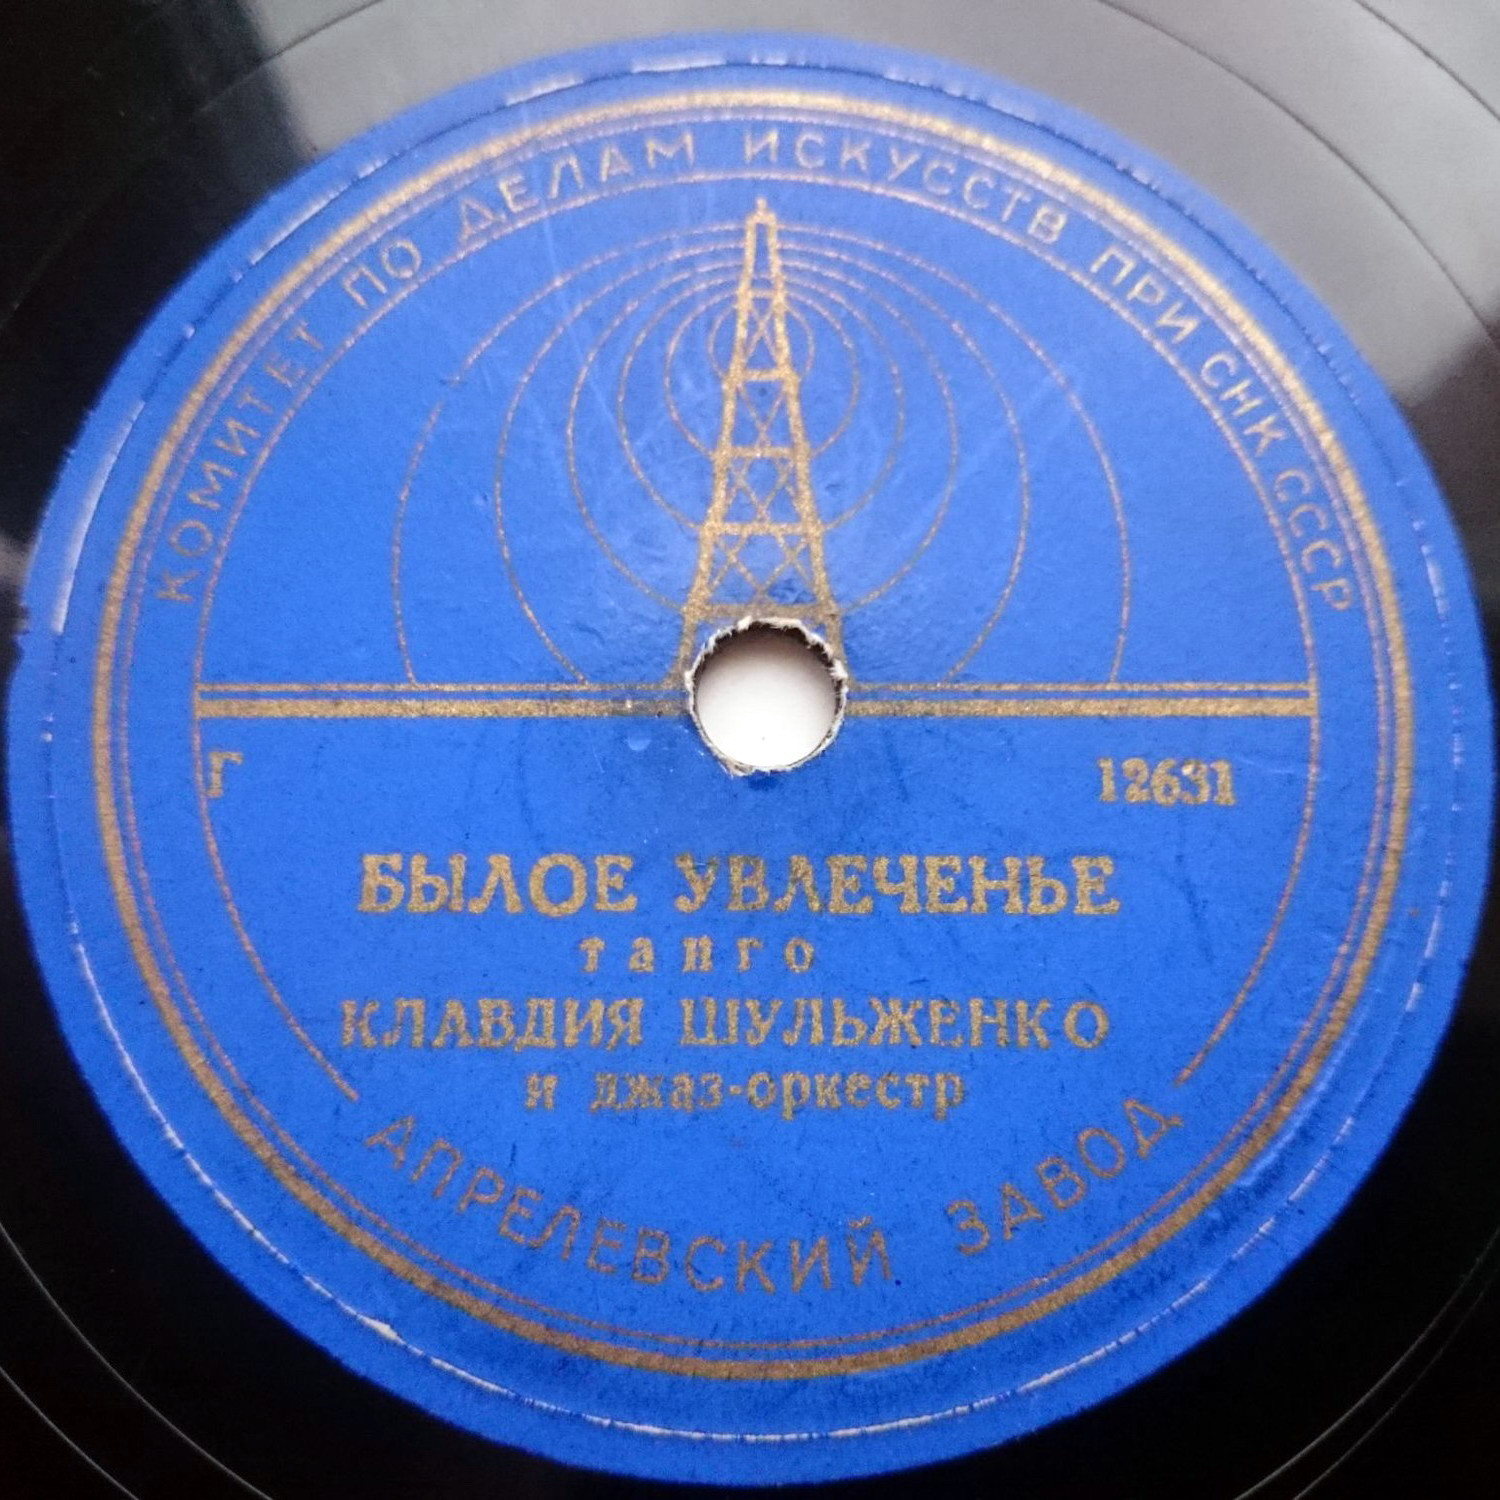 КОМИТЕТ ПО ДЕЛАМ ИСКУССТВ ПРИ СНК СССР
Г 12631
БЫЛОЕ УВЛЕЧЕНЬЕ
танго
КЛАВДИЯ ШУЛЬЖЕНКО
и джаз-оркестр
АПРЕЛЕВСКИЙ ЗАВОД